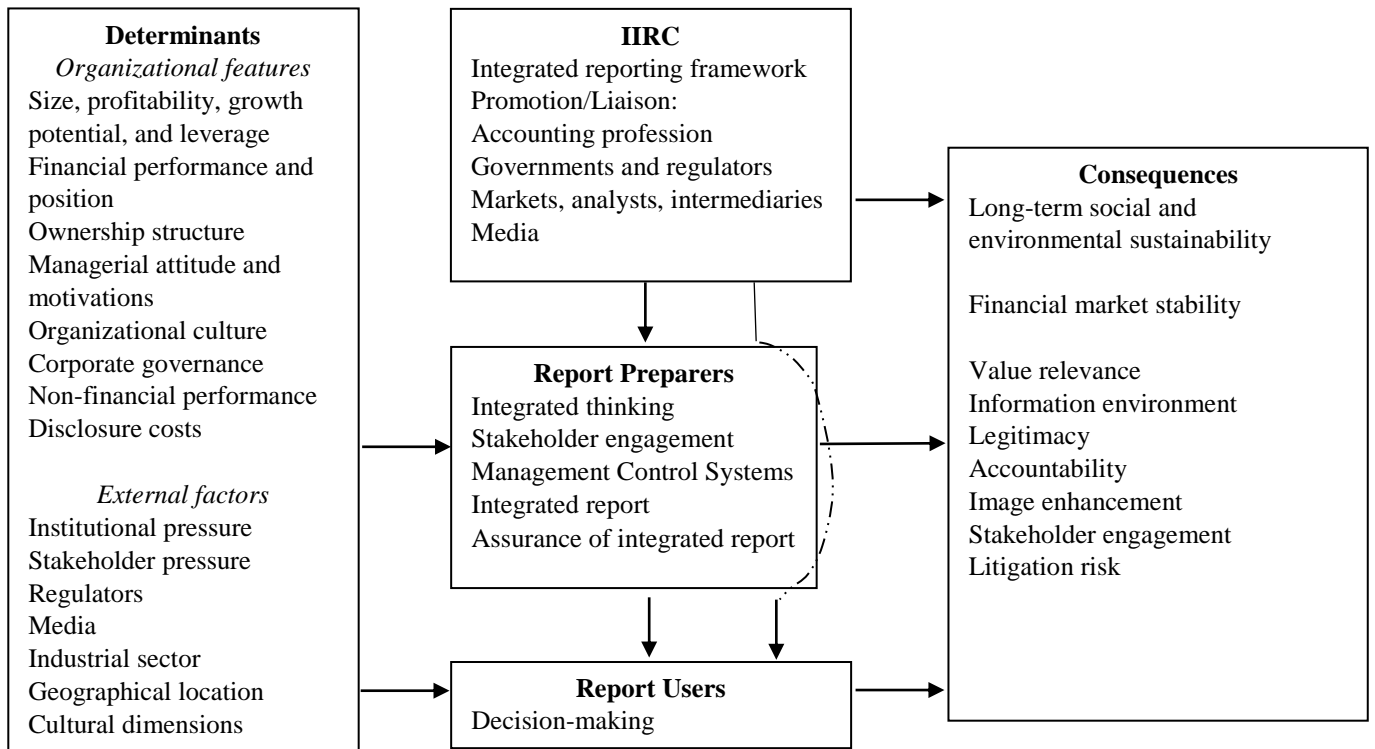 Determinants
Organizational features
Size, profitability, growth
potential, and leverage
Financial performance and
position
Ownership structure
Managerial attitude and
motivations
Organizational culture
Corporate governance
Non-financial performance
Disclosure costs
External factors
Institutional pressure
Stakeholder pressure
Regulators
Media
Industrial sector
Geographical location
Cultural dimensions
IIRC
Integrated reporting framework
Promotion/Liaison:
Accounting profession
Governments and regulators
Markets, analysts, intermediaries
Media
Report Preparers
Integrated thinking
Stakeholder engagement
Management Control Systems
Integrated report
Assurance of integrated report
Report Users
Decision-making
Consequences
Long-term social and
environmental sustainability
Financial market stability
Value relevance
Information environment
Legitimacy
Accountability
Image enhancement
Stakeholder engagement
Litigation risk